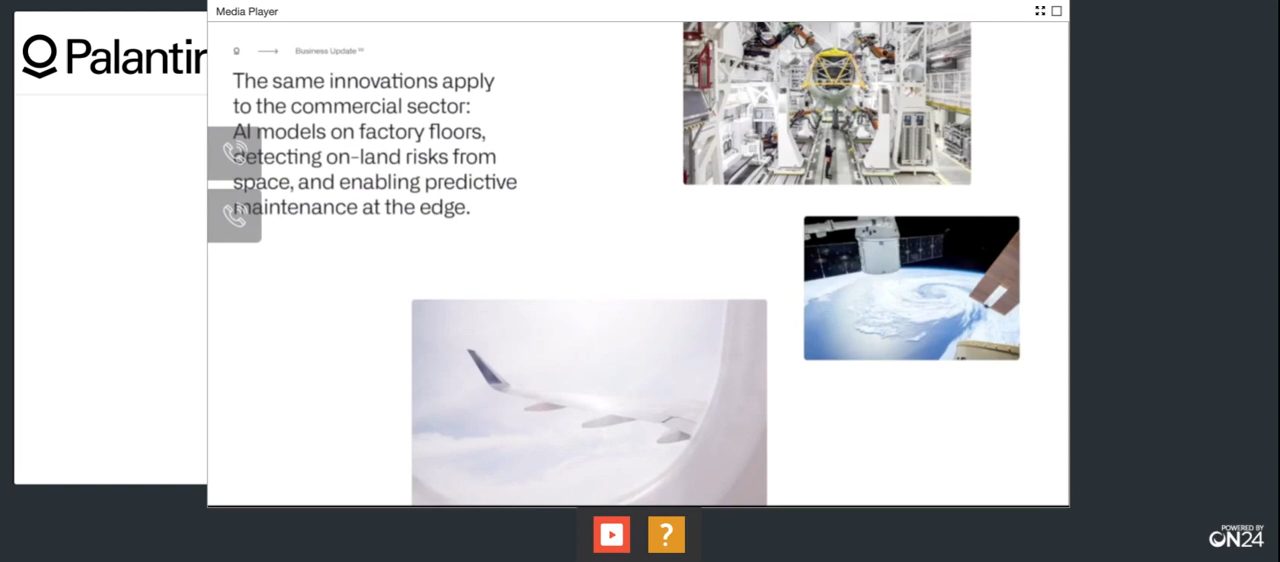 Media Player
Palantir
Business Update
The same innovations apply
to the commercial sector:
AI models on factory floors,
detecting on-land risks from
space, and enabling predictive
maintenance at the edge.
?
POWERED BY
ON24